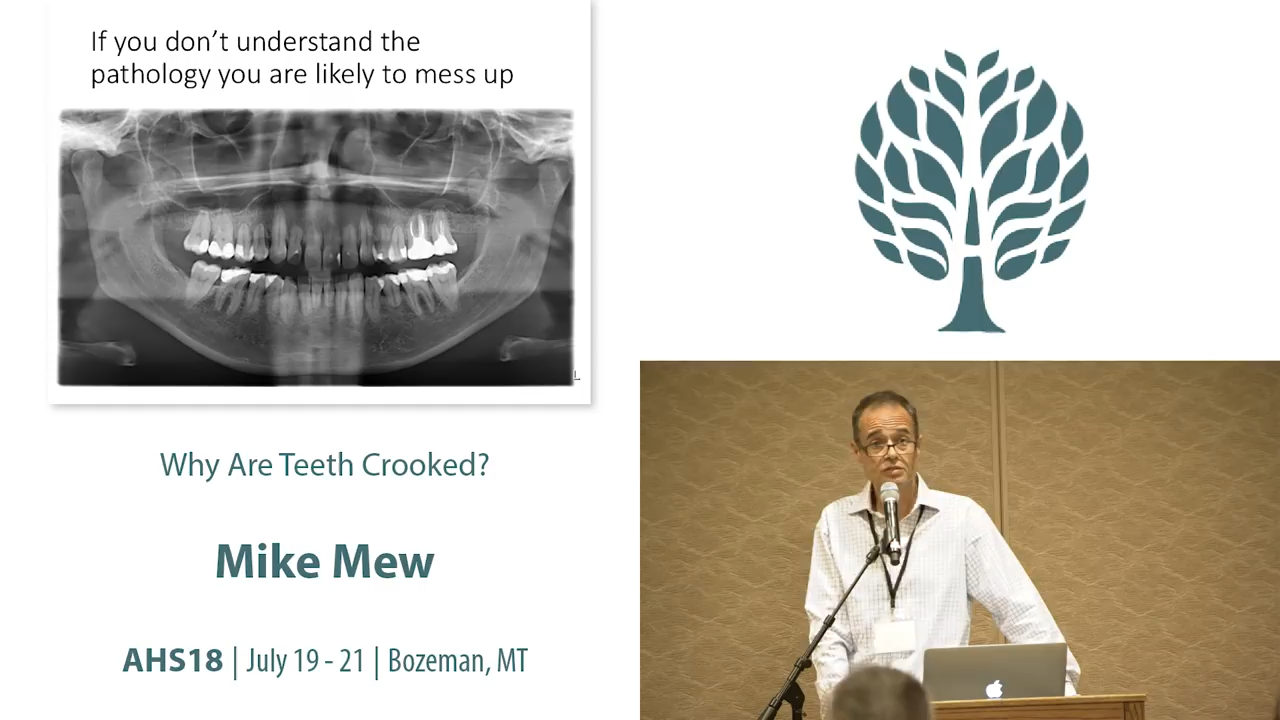 If you don’t understand the
pathology you are likely to mess up
L
Why Are Teeth Crooked?
Mike Mew
AHS18 | July 19 - 21 | Bozeman, MT